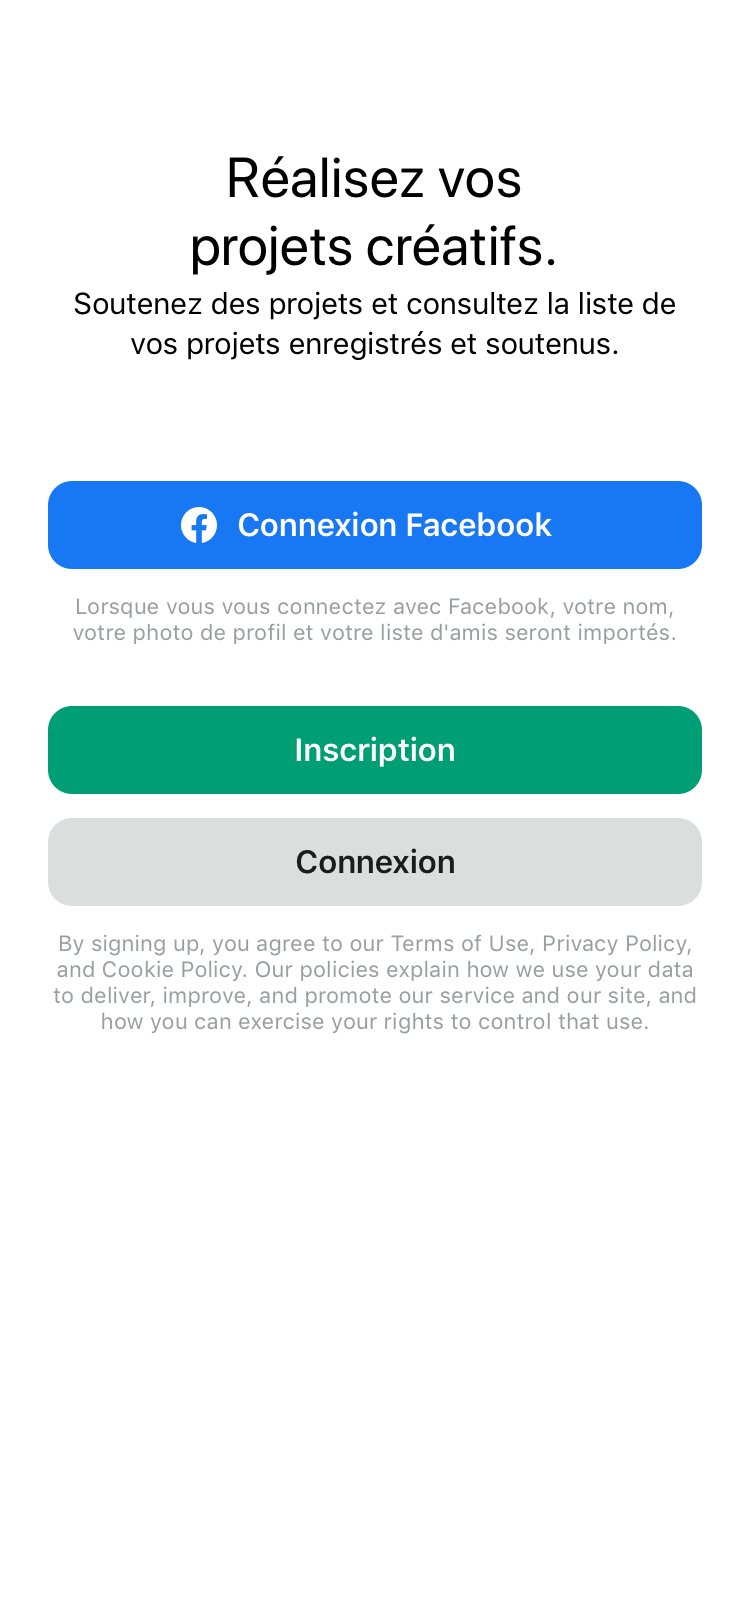 Réalisez vos
projets créatifs.
Soutenez des projets et consultez la liste de
vos projets enregistrés et soutenus.
Connexion Facebook
Lorsque vous vous connectez avec Facebook, votre nom,
votre photo de profil et votre liste d'amis seront importés.
Inscription
Connexion
By signing up, you agree to our Terms of Use, Privacy Policy,
and Cookie Policy. Our policies explain how we use your data
to deliver, improve, and promote our service and our site, and
how you can exercise your rights to control that use.